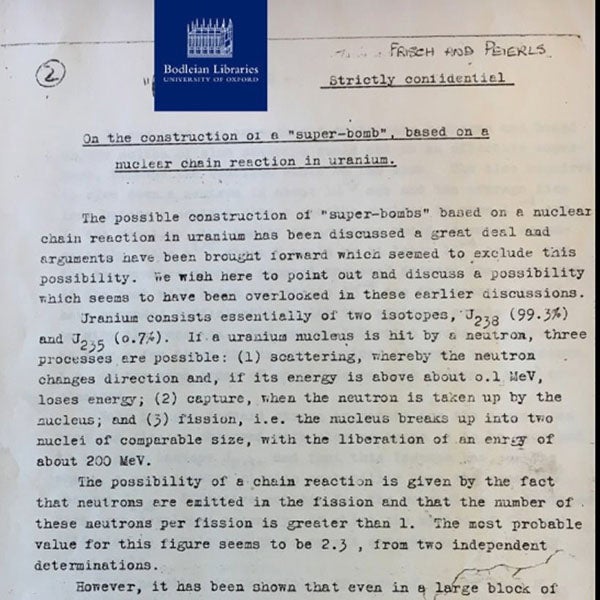 2
Bodleian Libraries
UNIVERSITY OF OXFORD
FRISCH AND PEIERLS
Strictly confidential
On the construction of a "super-bomb", based on a
nuclear chain reaction in uranium.
The possible construction of "super-bombs" based on a nuclear
chain reaction in uranium has been discussed a great deal and
arguments have been brought forward which seemed to exclude this
possibility. We wish here to point out and discuss a possibility
which seems to have been overlooked in these earlier discussions.
Uranium consists essentially of two isotopes, U238 (99.3%)
and U235 (0.7%). If a uranium nucleus is hit by a neutron, three
processes are possible: (1) scattering, whereby the neutron
changes direction and, if its energy is above about 0.1 MeV,
loses energy; (2) capture, when the neutron is taken up by the
nucleus; and (3) fission, i.e. the nucleus breaks up into two
nuclei of comparable size, with the liberation of an enrgy of
about 200 MeV.
The possibility of a chain reaction is given by the fact
that neutrons are emitted in the fission and that the number of
these neutrons per fission is greater than 1. The most probable
value for this figure seems to be 2.3 , from two independent
determinations.
However, it has been shown that even in a large block of